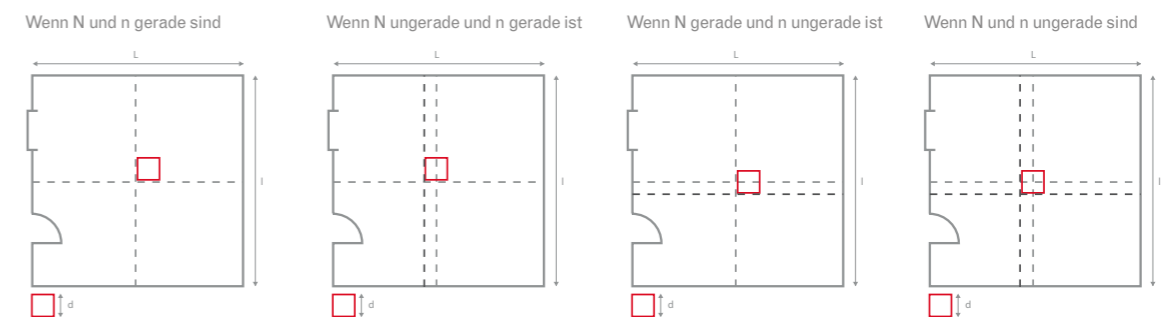 Wenn N und n gerade sind
Wenn N ungerade und n gerade ist
Wenn N gerade und n ungerade ist
Wenn N und n ungerade sind
L
L
L
L
l
l
l
l
d
d
d
d